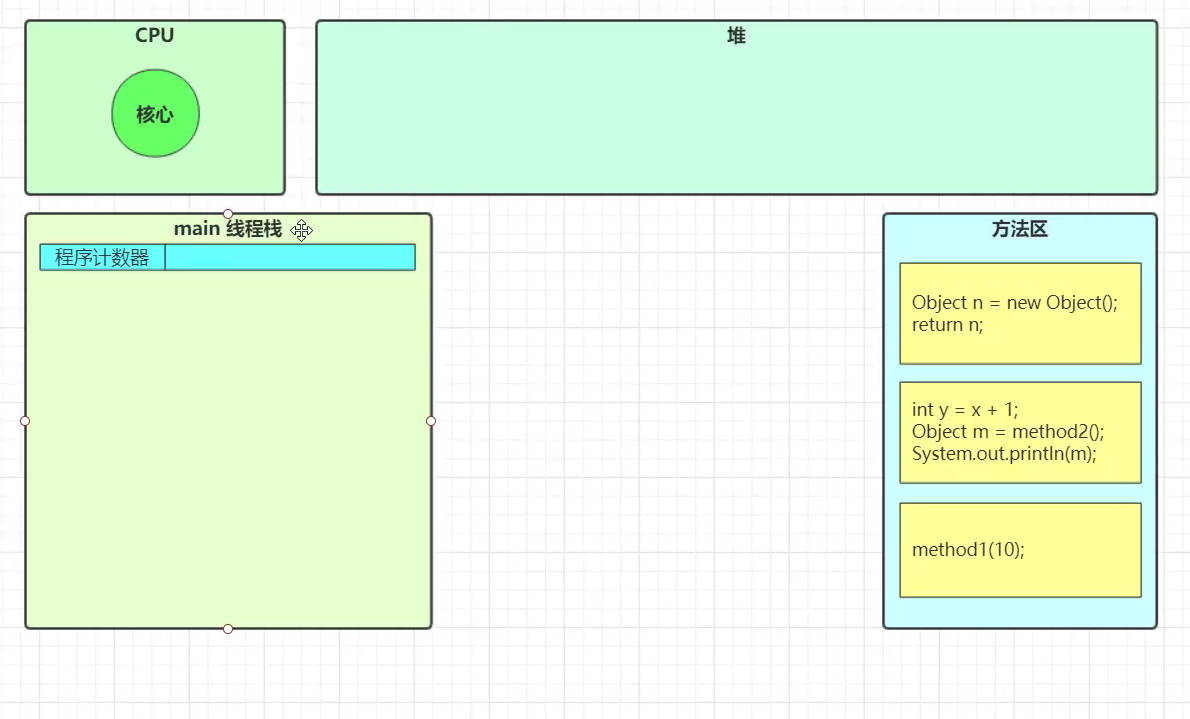 CPU
核心
堆
main 线程栈
程序计数器
方法区
Object n = new Object();
return n;
int y = x + 1;
Object m = method2();
System.out.println(m);
method1(10);